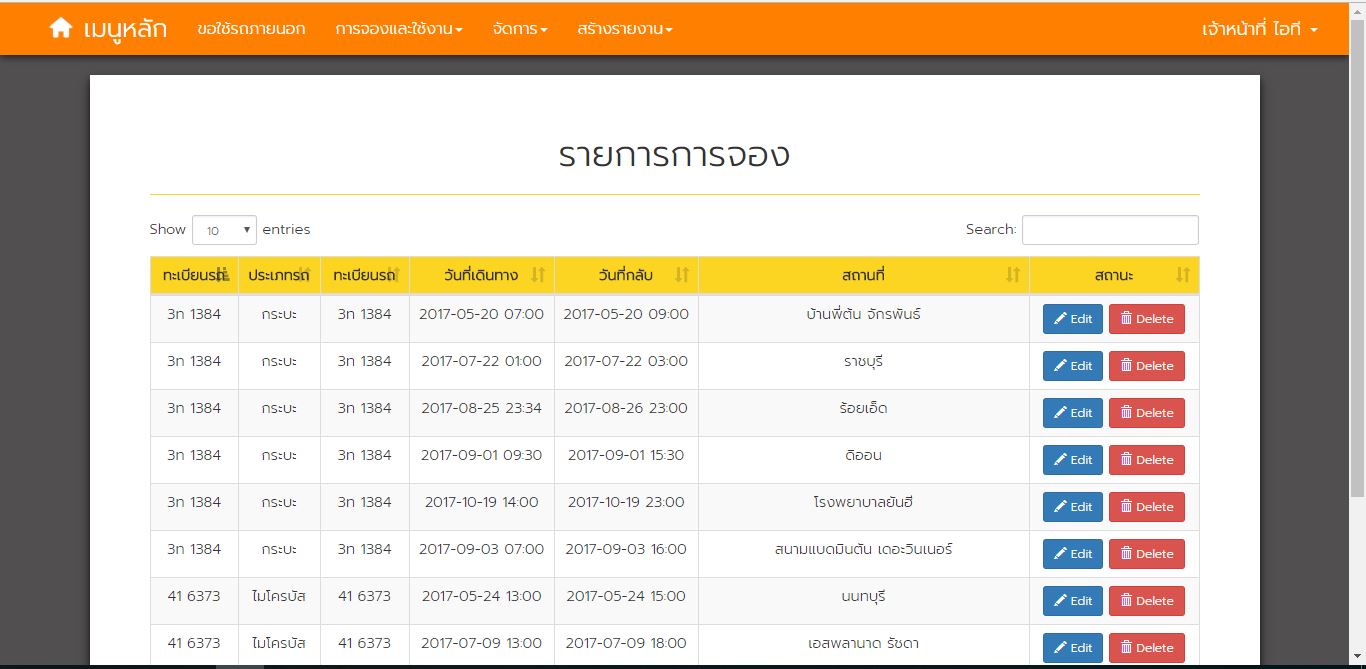 เมนูหลัก ขอใช้รถภายนอก การจองและใช้งาน จัดการ สร้างรายงาน เจ้าหน้าที่ ไอที
รายการการจอง
Show 10 entries Search:
ทะเบียนรถ ประเภทรถ ทะเบียนรถ วันที่เดินทาง วันที่กลับ สถานที่ สถานะ
3ท 1384 กระบะ 3ท 1384 2017-05-20 07:00 2017-05-20 09:00 บ้านพี่ต้น จักรพันธ์ Edit Delete
3ท 1384 กระบะ 3ท 1384 2017-07-22 01:00 2017-07-22 03:00 ราชบุรี Edit Delete
3ท 1384 กระบะ 3ท 1384 2017-08-25 23:34 2017-08-26 23:00 ร้อยเอ็ด Edit Delete
3ท 1384 กระบะ 3ท 1384 2017-09-01 09:30 2017-09-01 15:30 ดิออน Edit Delete
3ท 1384 กระบะ 3ท 1384 2017-10-19 14:00 2017-10-19 23:00 โรงพยาบาลยันฮี Edit Delete
3ท 1384 กระบะ 3ท 1384 2017-09-03 07:00 2017-09-03 16:00 สนามแบดมินตัน เดอะวินเนอร์ Edit Delete
41 6373 ไมโครบัส 41 6373 2017-05-24 13:00 2017-05-24 15:00 นนทบุรี Edit Delete
41 6373 ไมโครบัส 41 6373 2017-07-09 13:00 2017-07-09 18:00 เอสพลานาด รัชดา Edit Delete